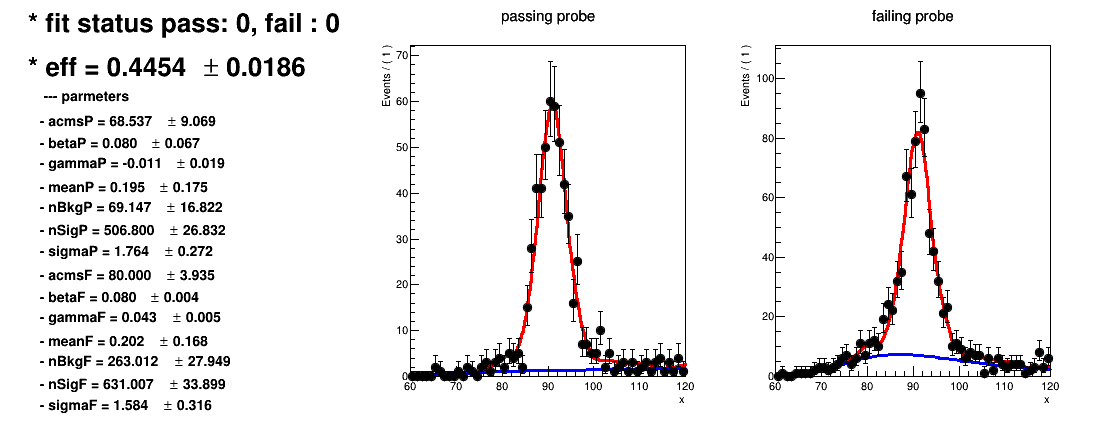 * fit status pass: 0, fail : 0
* eff = 0.4454 ± 0.0186
--- parmeters
- acmsP = 68.537 ± 9.069
- betaP = 0.080 ± 0.067
- gammaP = -0.011 ± 0.019
- meanP = 0.195 ± 0.175
- nBkgP = 69.147 ± 16.822
- nSigP = 506.800 ± 26.832
- sigmaP = 1.764 ± 0.272
- acmsF = 80.000 ± 3.935
- betaF = 0.080 ± 0.004
- gammaF = 0.043 ± 0.005
- meanF = 0.202 ± 0.168
- nBkgF = 263.012 ± 27.949
- nSigF = 631.007 ± 33.899
- sigmaF = 1.584 ± 0.316
passing probe
Events / ( 1 )
70
60
50
40
30
20
10
0
60 70 80 90 100 110 120
x
failing probe
Events / ( 1 )
100
80
60
40
20
0
60 70 80 90 100 110 120
x